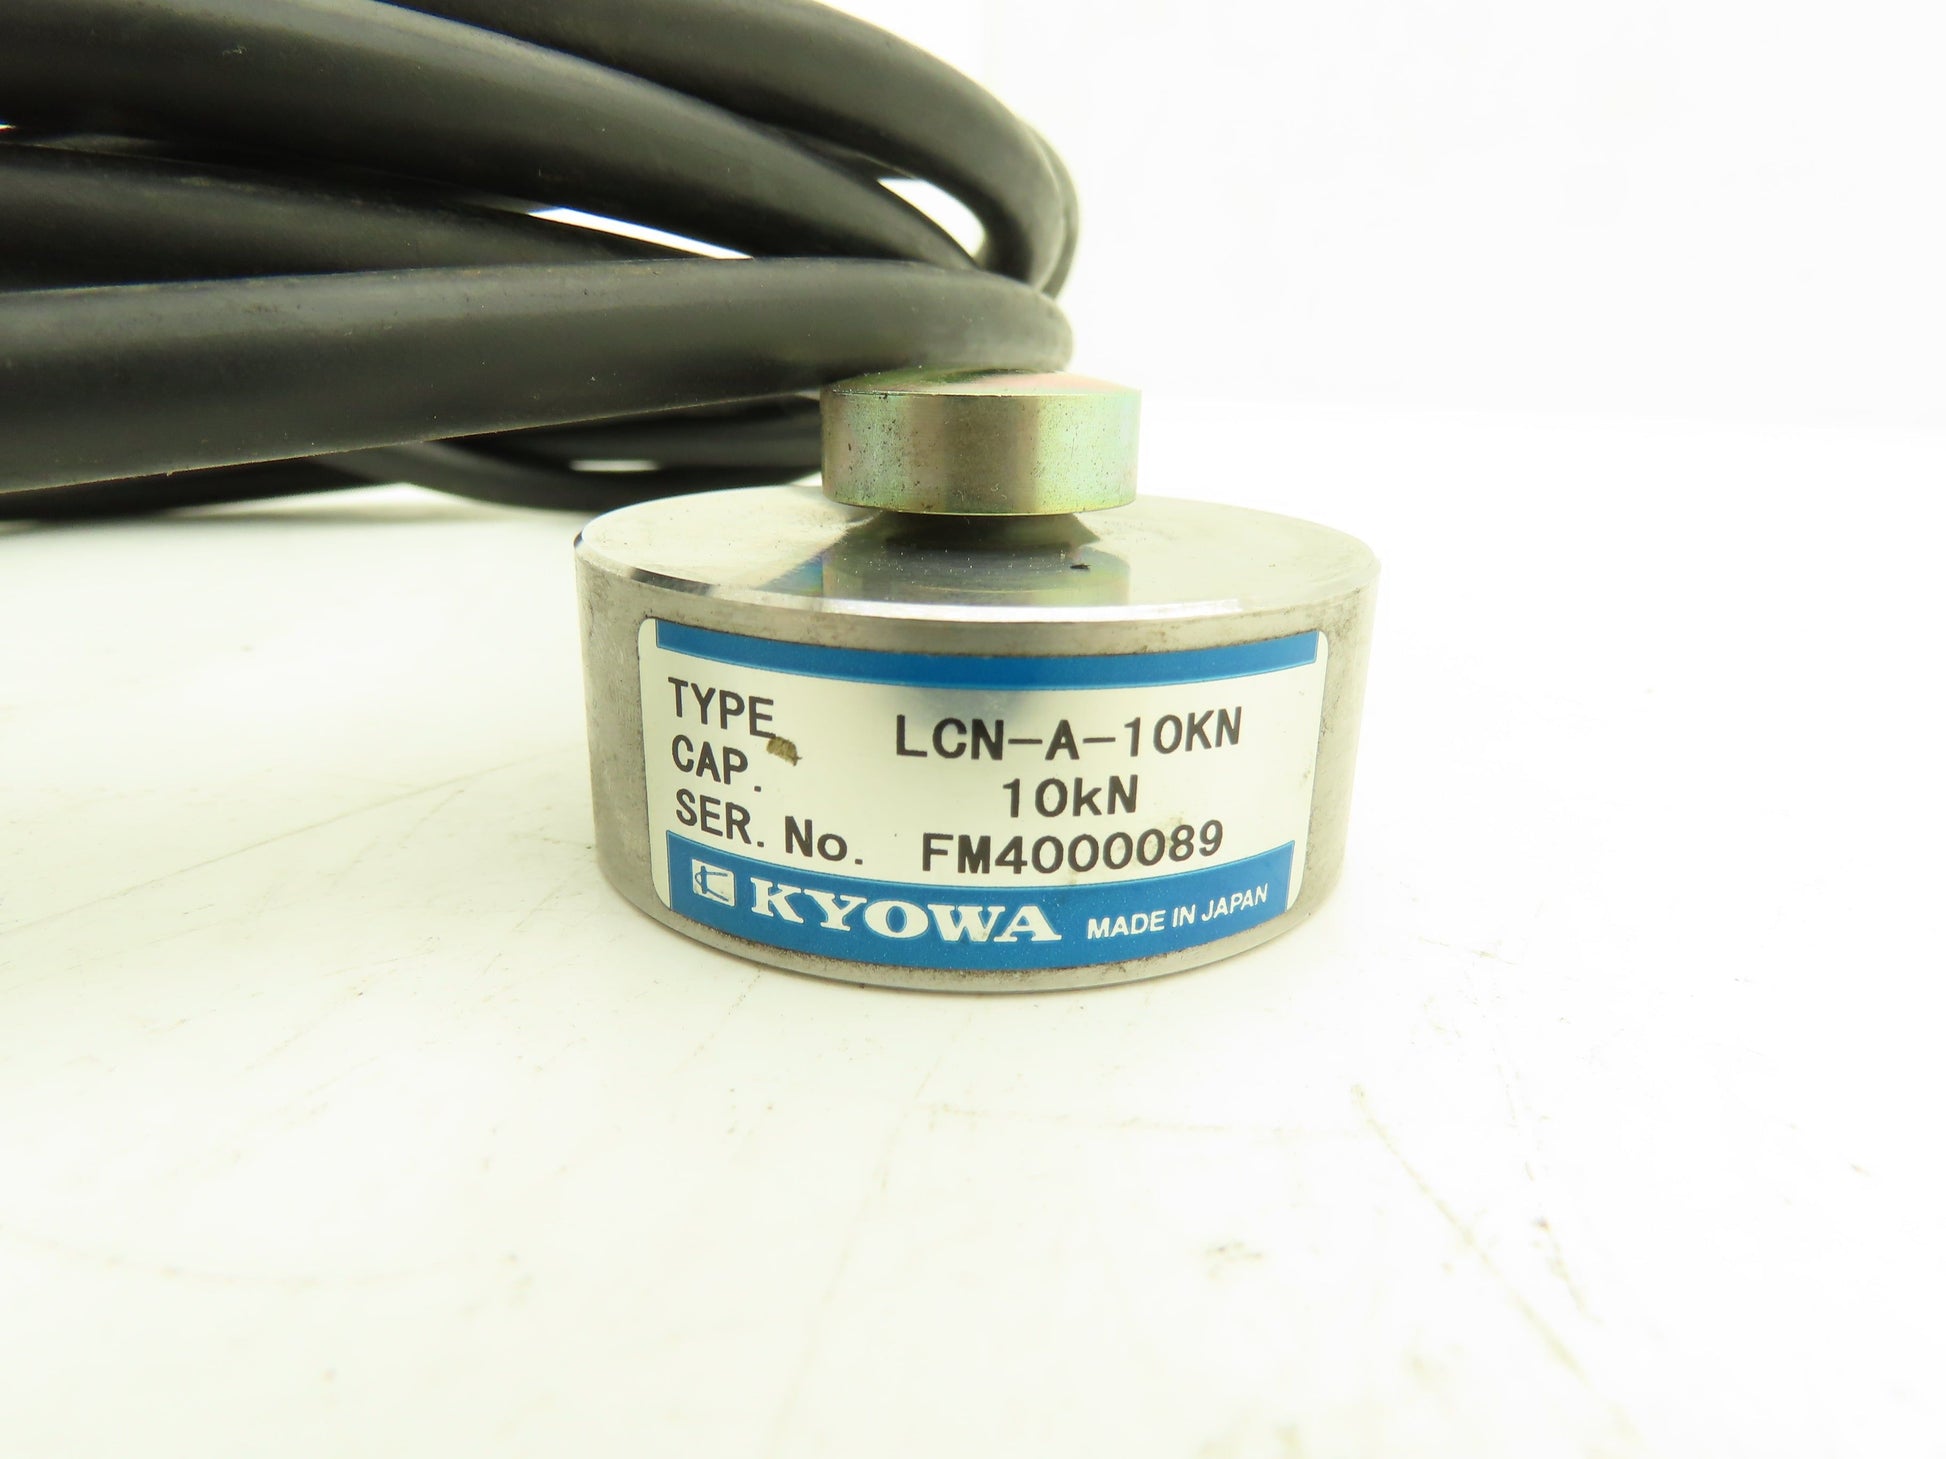 TYPE LCN-A-10KN
CAP. 10kN
SER. No. FM4000089
KYOWA MADE IN JAPAN